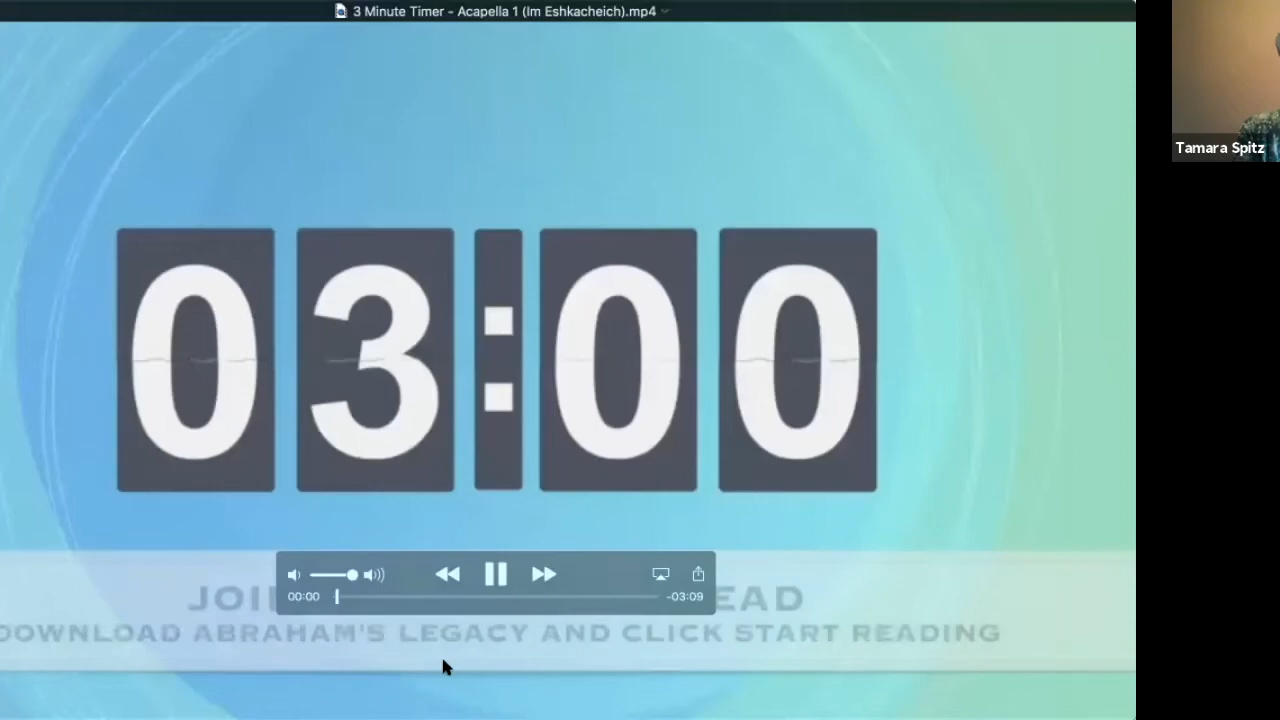 3 Minute Timer - Acapella 1 (Im Eshkacheich).mp4
Tamara Spitz
03:00
00:00
-03:09
DOWNLOAD ABRAHAM'S LEGACY AND CLICK START READING